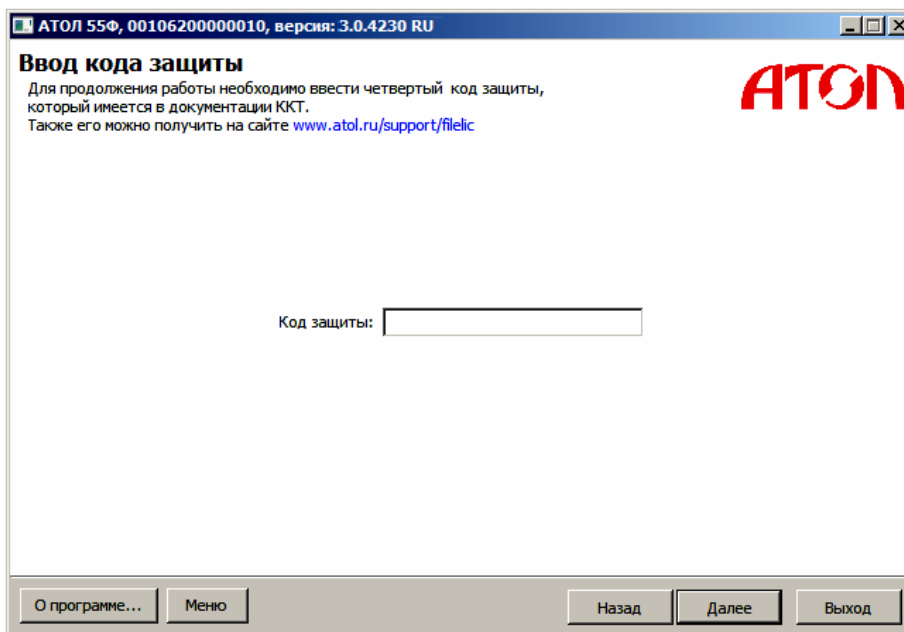 АТОЛ 55Ф, 00106200000010, версия: 3.0.4230 RU
Ввод кода защиты
Для продолжения работы необходимо ввести четвертый код защиты,
который имеется в документации ККТ.
Также его можно получить на сайте www.atol.ru/support/filelic
АТОЛ
Код защиты:
О программе...
Меню
Назад
Далее
Выход